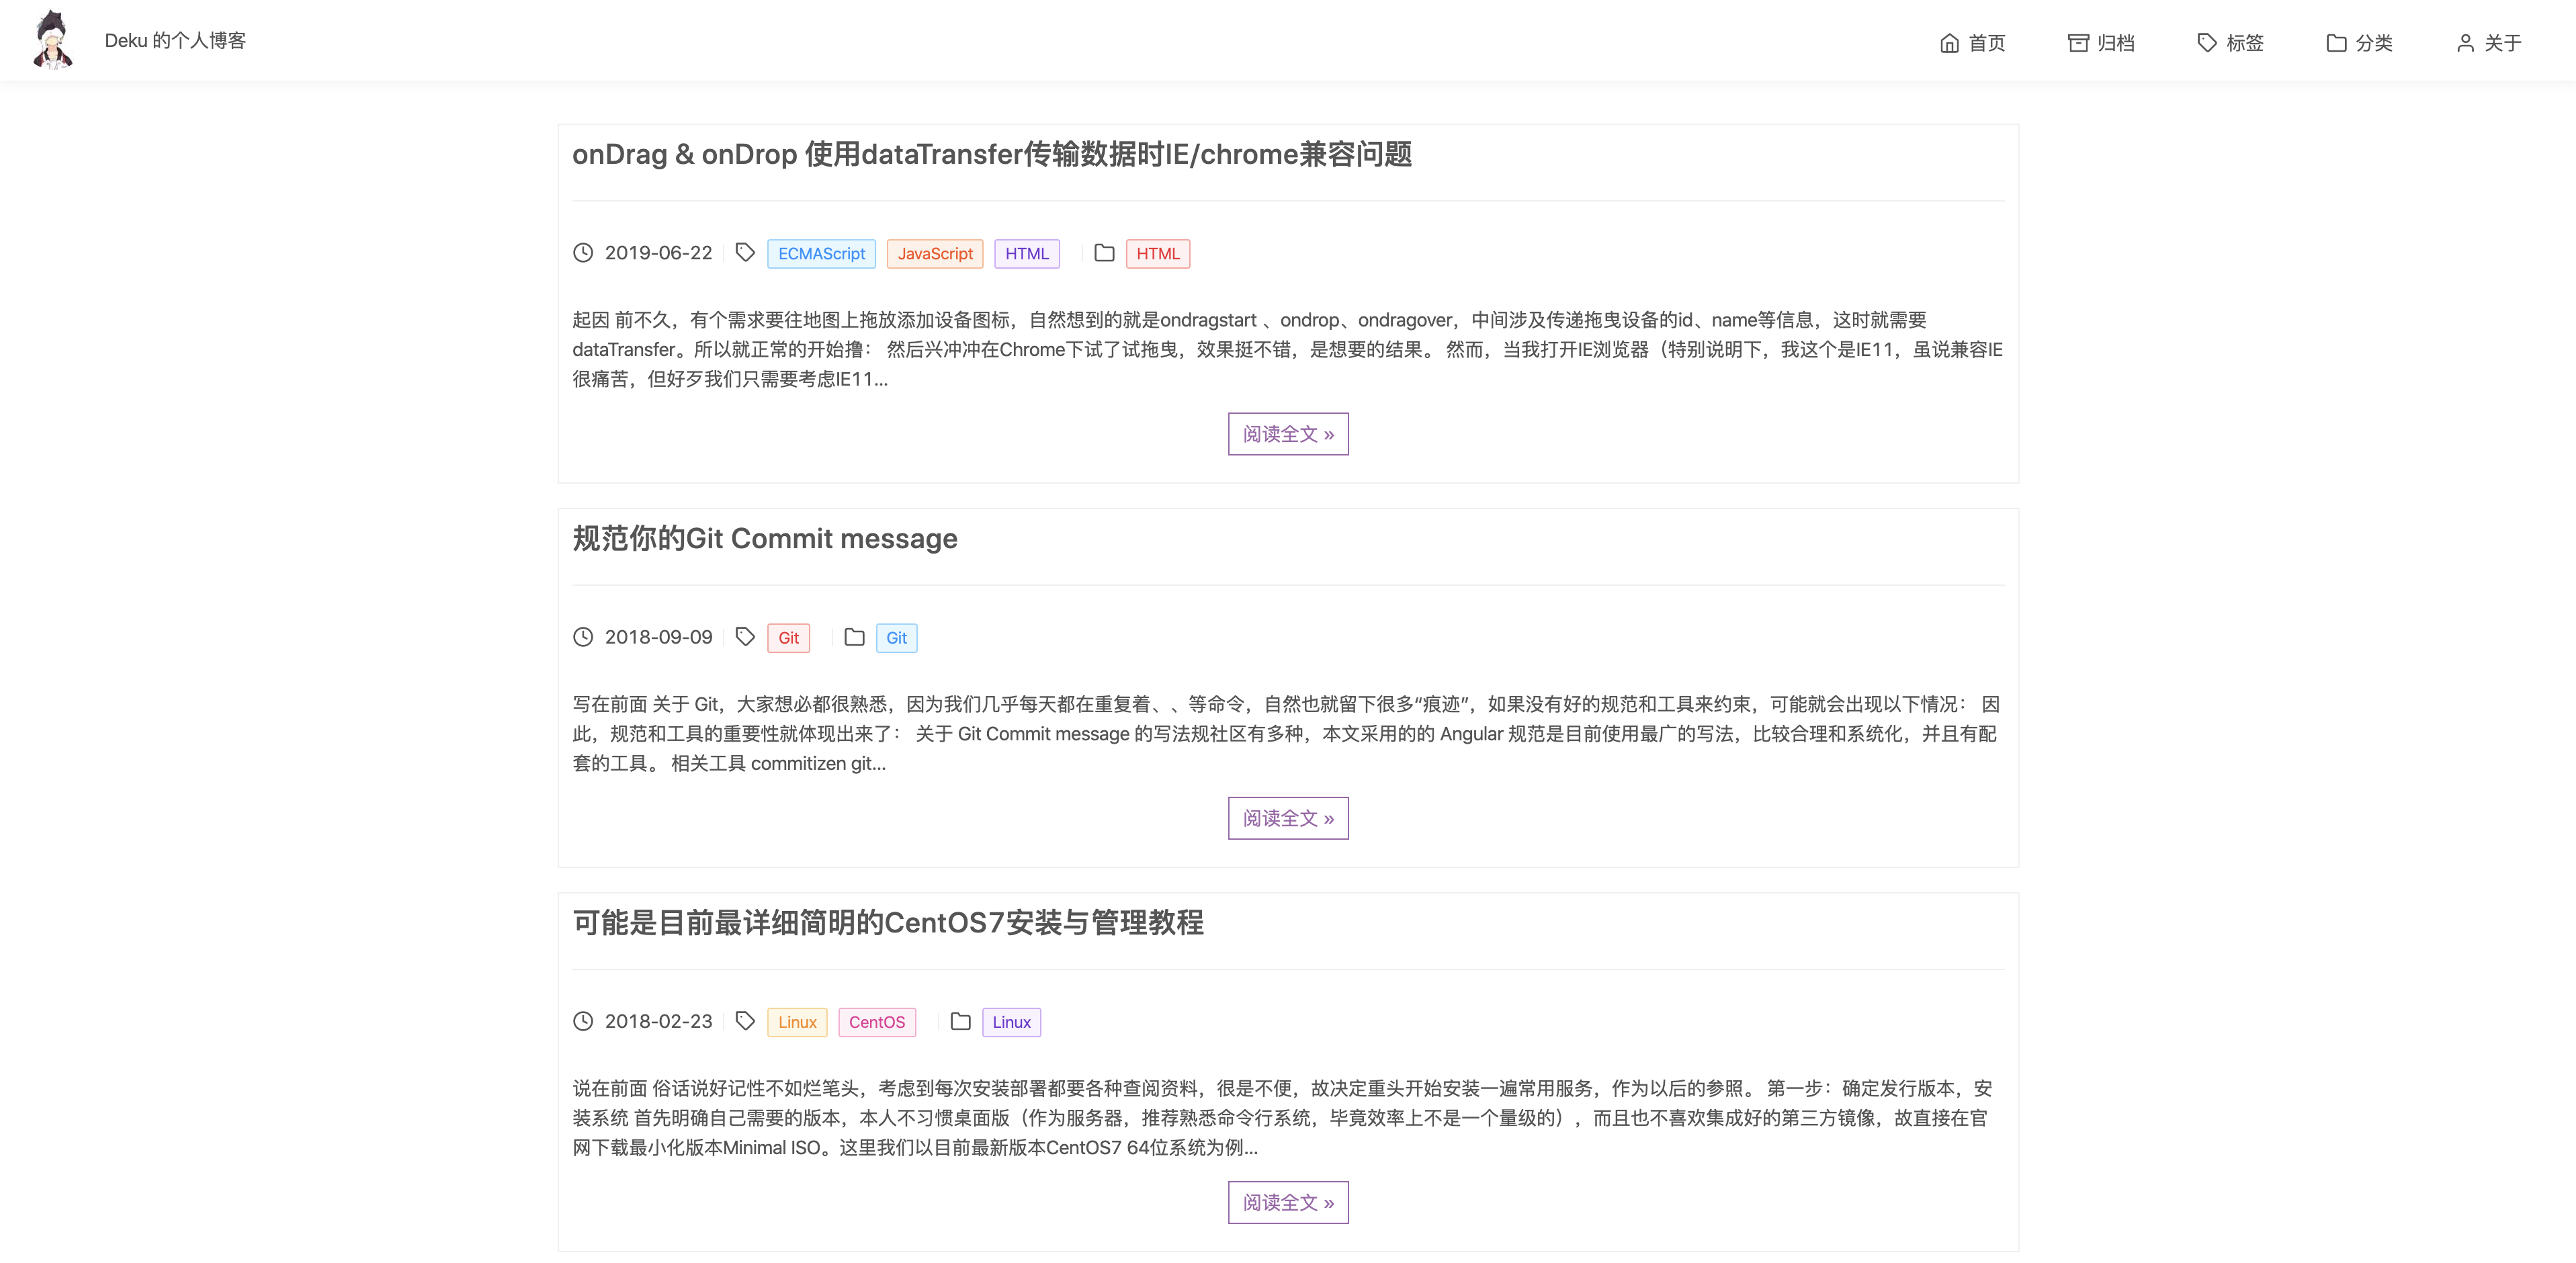 Deku 的个人博客
首页 归档 标签 分类 关于
onDrag & onDrop 使用dataTransfer传输数据时IE/chrome兼容问题
2019-06-22 ECMAScript JavaScript HTML HTML
起因 前不久，有个需求要往地图上拖放添加设备图标，自然想到的就是ondragstart 、ondrop、ondragover，中间涉及传递拖曳设备的id、name等信息，这时就需要
dataTransfer。所以就正常的开始撸： 然后兴冲冲在Chrome下试了试拖曳，效果挺不错，是想要的结果。 然而，当我打开IE浏览器（特别说明下，我这个是IE11，虽说兼容IE
很痛苦，但好歹我们只需要考虑IE11...
阅读全文 »
规范你的Git Commit message
2018-09-09 Git Git
写在前面 关于 Git，大家想必都很熟悉，因为我们几乎每天都在重复着、、等命令，自然也就留下很多“痕迹”，如果没有好的规范和工具来约束，可能就会出现以下情况： 因
此，规范和工具的重要性就体现出来了： 关于 Git Commit message 的写法规社区有多种，本文采用的的 Angular 规范是目前使用最广的写法，比较合理和系统化，并且有配
套的工具。 相关工具 commitizen git...
阅读全文 »
可能是目前最详细简明的CentOS7安装与管理教程
2018-02-23 Linux CentOS Linux
说在前面 俗话说好记性不如烂笔头，考虑到每次安装部署都要各种查阅资料，很是不便，故决定重头开始安装一遍常用服务，作为以后的参照。 第一步：确定发行版本，安
装系统 首先明确自己需要的版本，本人不习惯桌面版（作为服务器，推荐熟悉命令行系统，毕竟效率上不是一个量级的），而且也不喜欢集成好的第三方镜像，故直接在官
网下载最小化版本Minimal ISO。这里我们以目前最新版本CentOS7 64位系统为例...
阅读全文 »